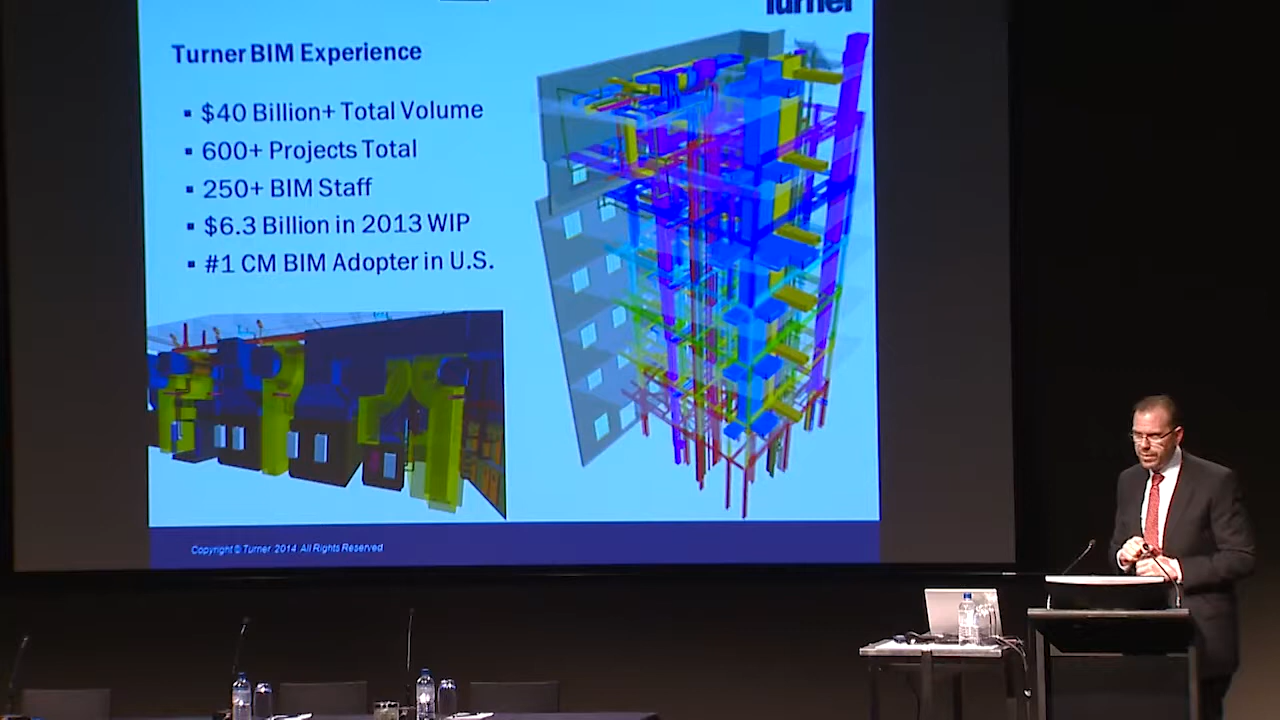 Turner
Turner BIM Experience
▪ $40 Billion+ Total Volume
▪ 600+ Projects Total
▪ 250+ BIM Staff
▪ $6.3 Billion in 2013 WIP
▪ #1 CM BIM Adopter in U.S.
Copyright © Turner 2014 All Rights Reserved